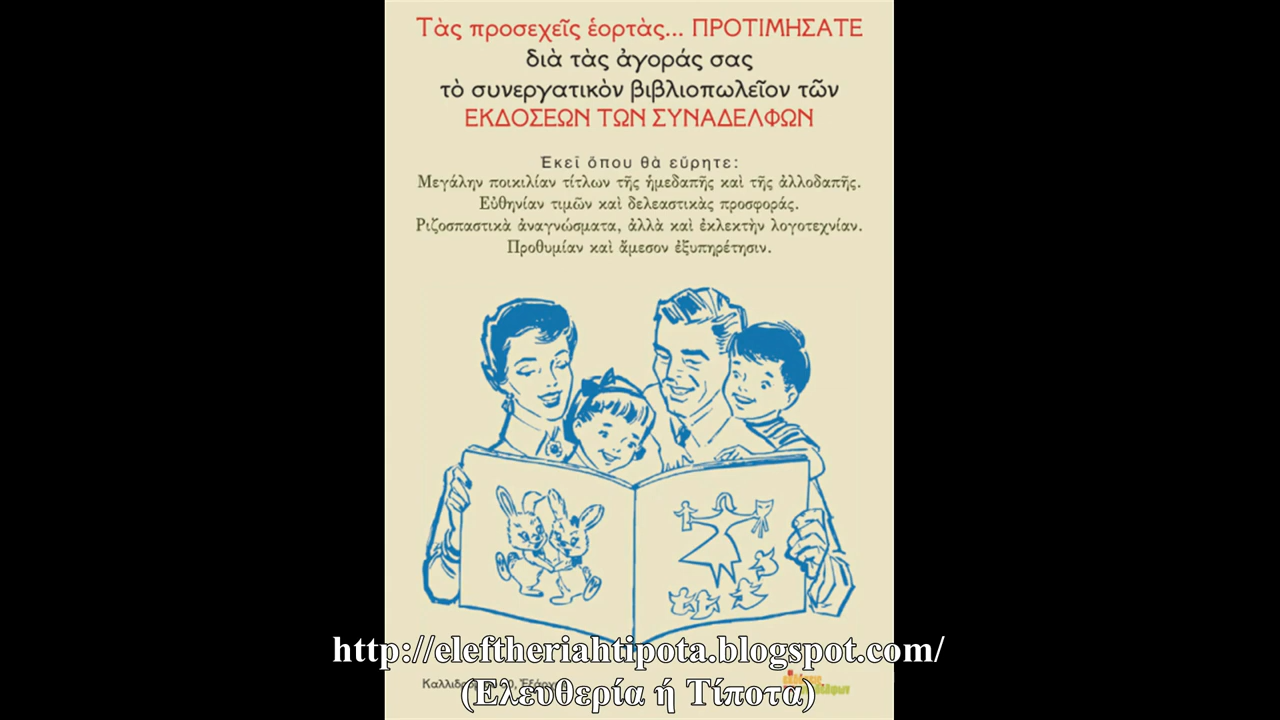 Τὰς προσεχεῖς ἑορτὰς... ΠΡΟΤΙΜΗΣΑΤΕ
διὰ τὰς ἀγοράς σας
τὸ συνεργατικὸν βιβλιοπωλεῖον τῶν
ΕΚΔΟΣΕΩΝ ΤΩΝ ΣΥΝΑΔΕΛΦΩΝ
Ἐκεῖ ὅπου θὰ εὕρητε:
Μεγάλην ποικιλίαν τίτλων τῆς ἡμεδαπῆς καὶ τῆς ἀλλοδαπῆς.
Εὐθηνίαν τιμῶν καὶ δελεαστικὰς προσφοράς.
Ριζοσπαστικὰ ἀναγνώσματα, ἀλλὰ καὶ ἐκλεκτὴν λογοτεχνίαν.
Προθυμίαν καὶ ἄμεσον ἐξυπηρέτησιν.
http://eleftheriahtipota.blogspot.com/
(Ελευθερία ή Τίποτα)